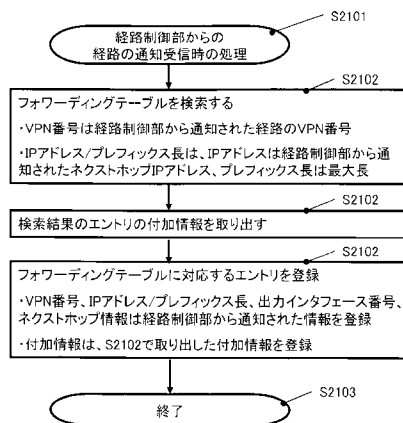 S2101
経路制御部からの
経路の通知受信時の処理
S2102
フォワーディングテーブルを検索する
・VPN番号は経路制御部から通知された経路のVPN番号
・IPアドレス/プレフィックス長は、IPアドレスは経路制御部から通
知されたネクストホップIPアドレス、プレフィックス長は最大長
S2102
検索結果のエントリの付加情報を取り出す
S2102
フォワーディングテーブルに対応するエントリを登録
・VPN番号、IPアドレス/プレフィックス長、出力インタフェース番号、
ネクストホップ情報は経路制御部から通知された情報を登録
・付加情報は、S2102で取り出した付加情報を登録
S2103
終了